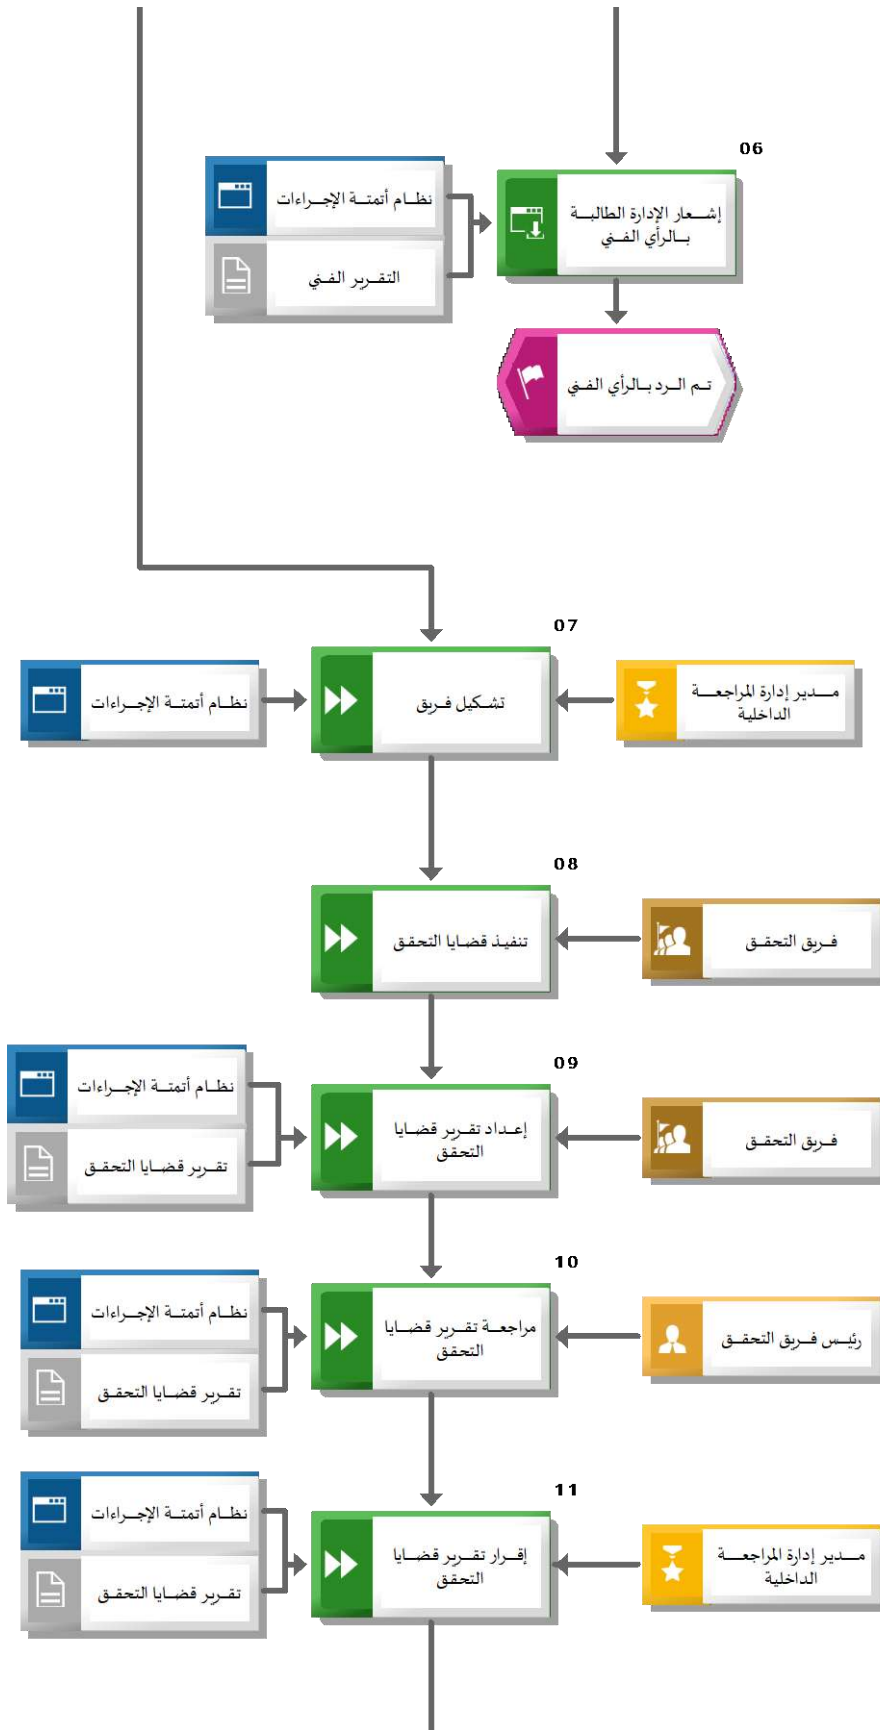 06
إشعار الإدارة الطالبة
بالرأي الفني
نظام أتمتة الإجراءات
التقرير الفني
تم الرد بالرأي الفني
07
مدير إدارة المراجعة
الداخلية
تشكيل فريق
نظام أتمتة الإجراءات
08
فريق التحقق
تنفيذ قضايا التحقق
09
فريق التحقق
إعداد تقرير قضايا
التحقق
نظام أتمتة الإجراءات
تقرير قضايا التحقق
10
رئيس فريق التحقق
مراجعة تقرير قضايا
التحقق
نظام أتمتة الإجراءات
تقرير قضايا التحقق
11
مدير إدارة المراجعة
الداخلية
إقرار تقرير قضايا
التحقق
نظام أتمتة الإجراءات
تقرير قضايا التحقق